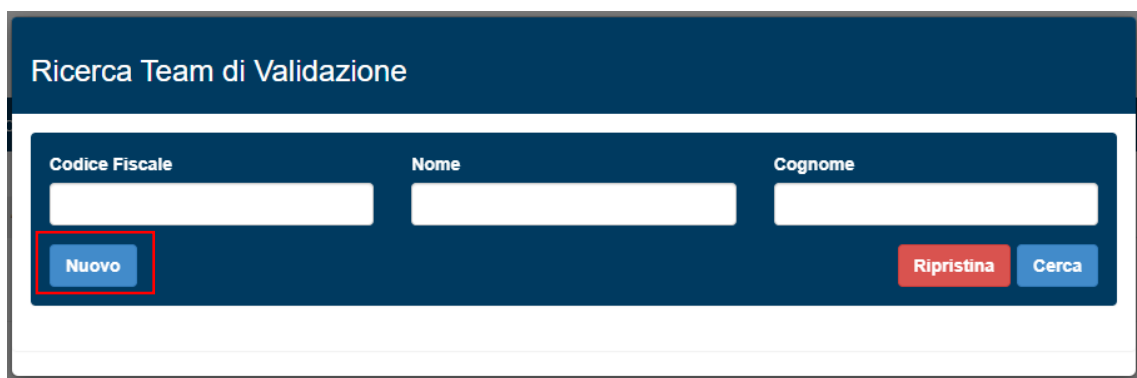 Ricerca Team di Validazione
Codice Fiscale Nome Cognome
Nuovo Ripristina Cerca